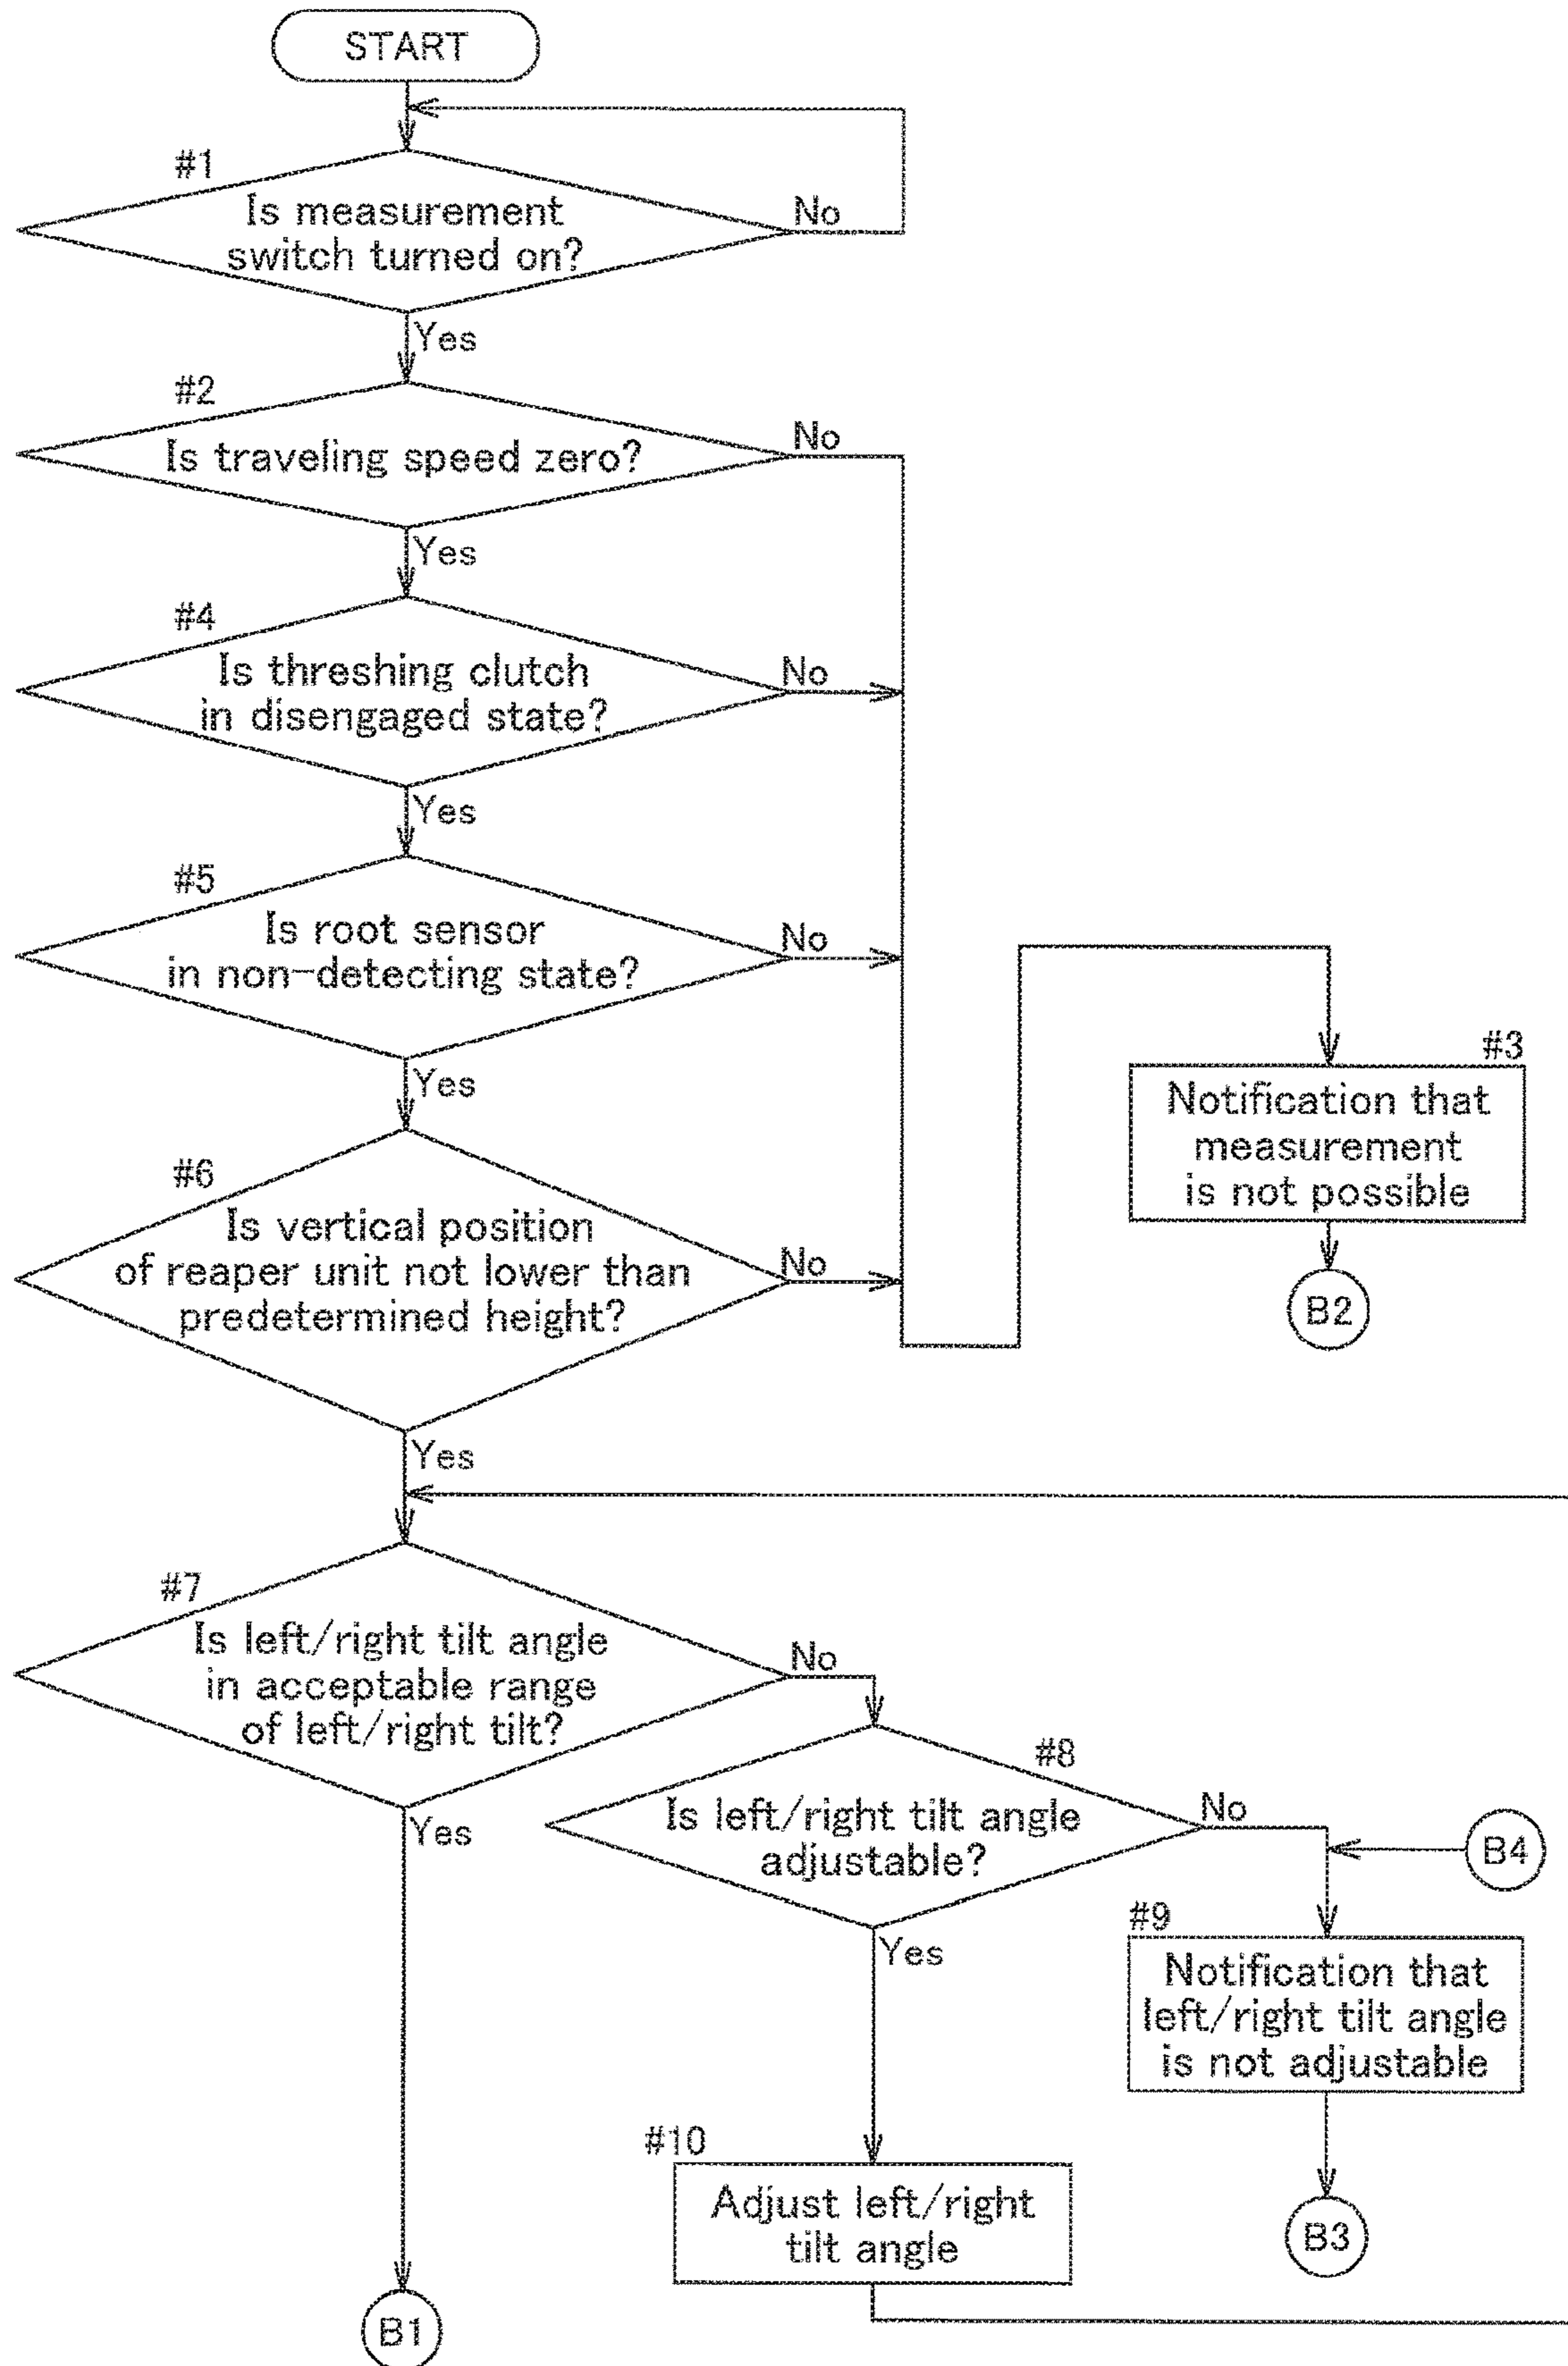 START
#1
Is measurement
switch turned on?
No
Yes
#2
Is traveling speed zero?
No
Yes
#4
Is threshing clutch
in disengaged state?
No
Yes
#5
Is root sensor
in non-detecting state?
No
Yes
#3
Notification that
measurement
is not possible
B2
#6
Is vertical position
of reaper unit not lower than
predetermined height?
No
Yes
#7
Is left/right tilt angle
in acceptable range
of left/right tilt?
No
Yes
#8
Is left/right tilt angle
adjustable?
No
Yes
B4
#9
Notification that
left/right tilt angle
is not adjustable
B3
#10
Adjust left/right
tilt angle
B1